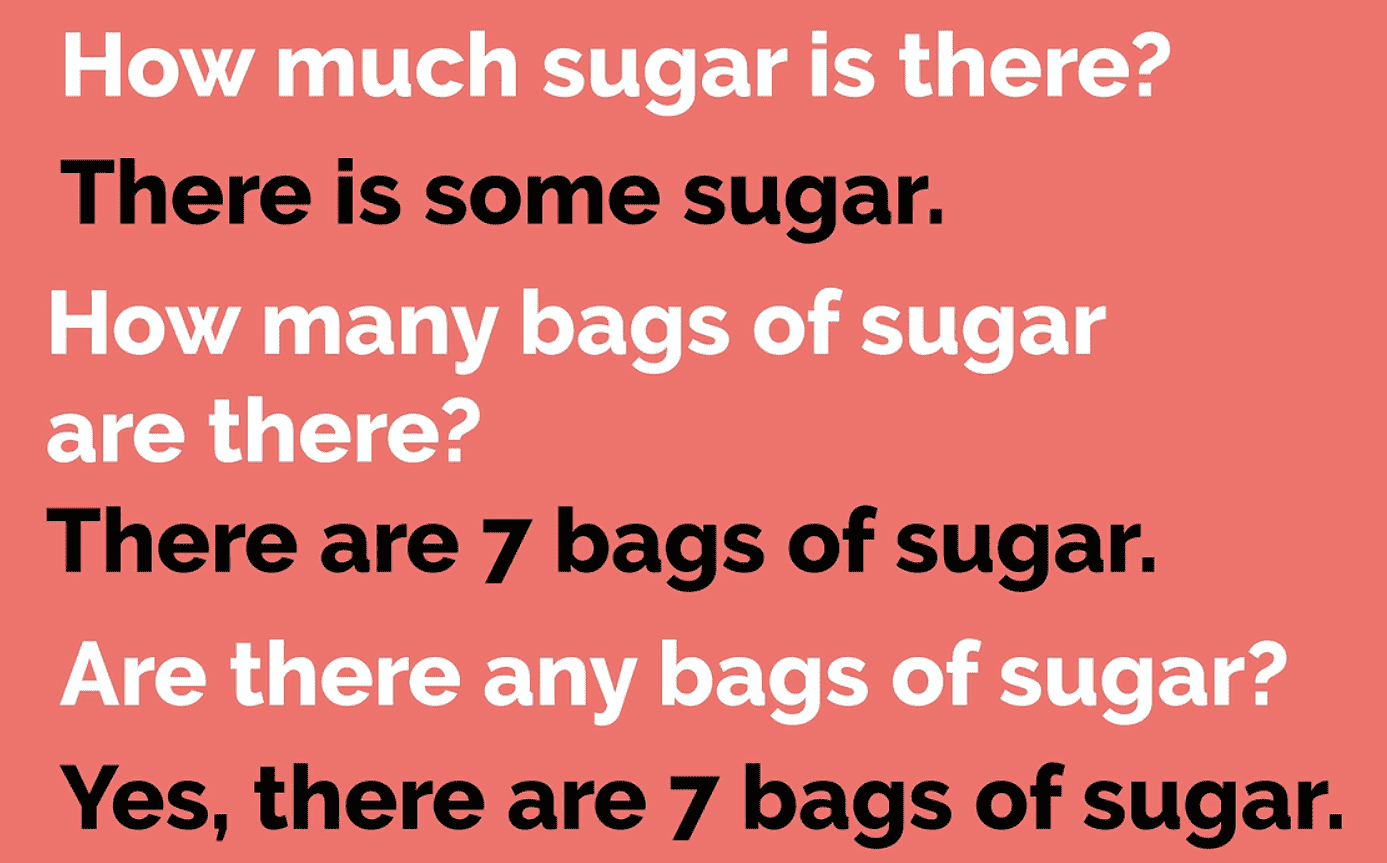 How much sugar is there?
There is some sugar.
How many bags of sugar
are there?
There are 7 bags of sugar.
Are there any bags of sugar?
Yes, there are 7 bags of sugar.